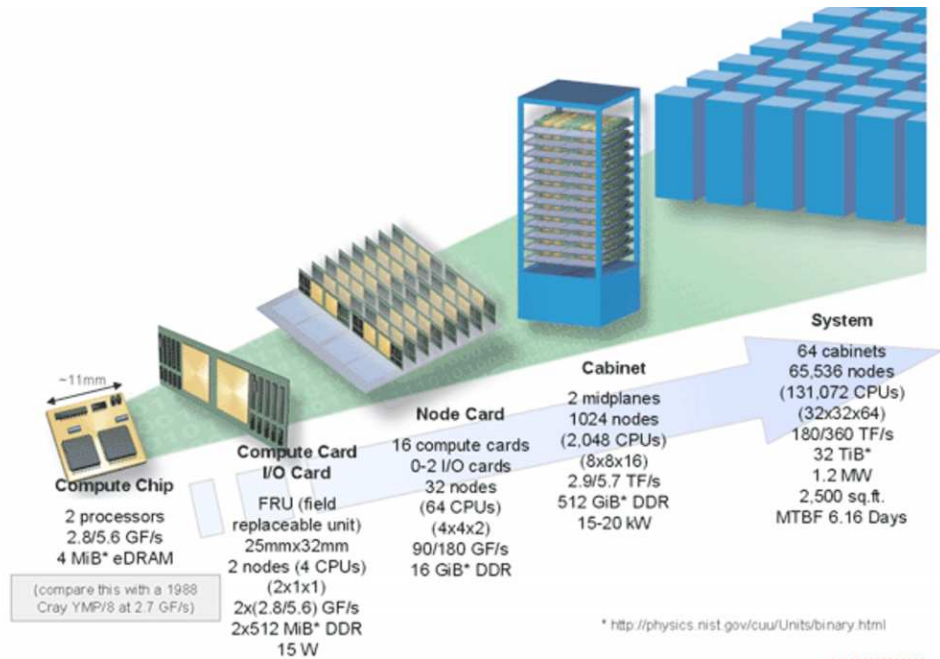 ~11mm
Compute Chip
2 processors
2.8/5.6 GF/s
4 MiB* eDRAM
(compare this with a 1988
Cray YMP/8 at 2.7 GF/s)
Compute Card
I/O Card
FRU (field
replaceable unit)
25mmx32mm
2 nodes (4 CPUs)
(2x1x1)
2x(2.8/5.6) GF/s
2x512 MiB* DDR
15 W
Node Card
16 compute cards
0-2 I/O cards
32 nodes
(64 CPUs)
(4x4x2)
90/180 GF/s
16 GiB* DDR
Cabinet
2 midplanes
1024 nodes
(2,048 CPUs)
(8x8x16)
2.9/5.7 TF/s
512 GiB* DDR
15-20 kW
System
64 cabinets
65,536 nodes
(131,072 CPUs)
(32x32x64)
180/360 TF/s
32 TiB*
1.2 MW
2,500 sq.ft.
MTBF 6.16 Days
* http://physics.nist.gov/cuu/Units/binary.html